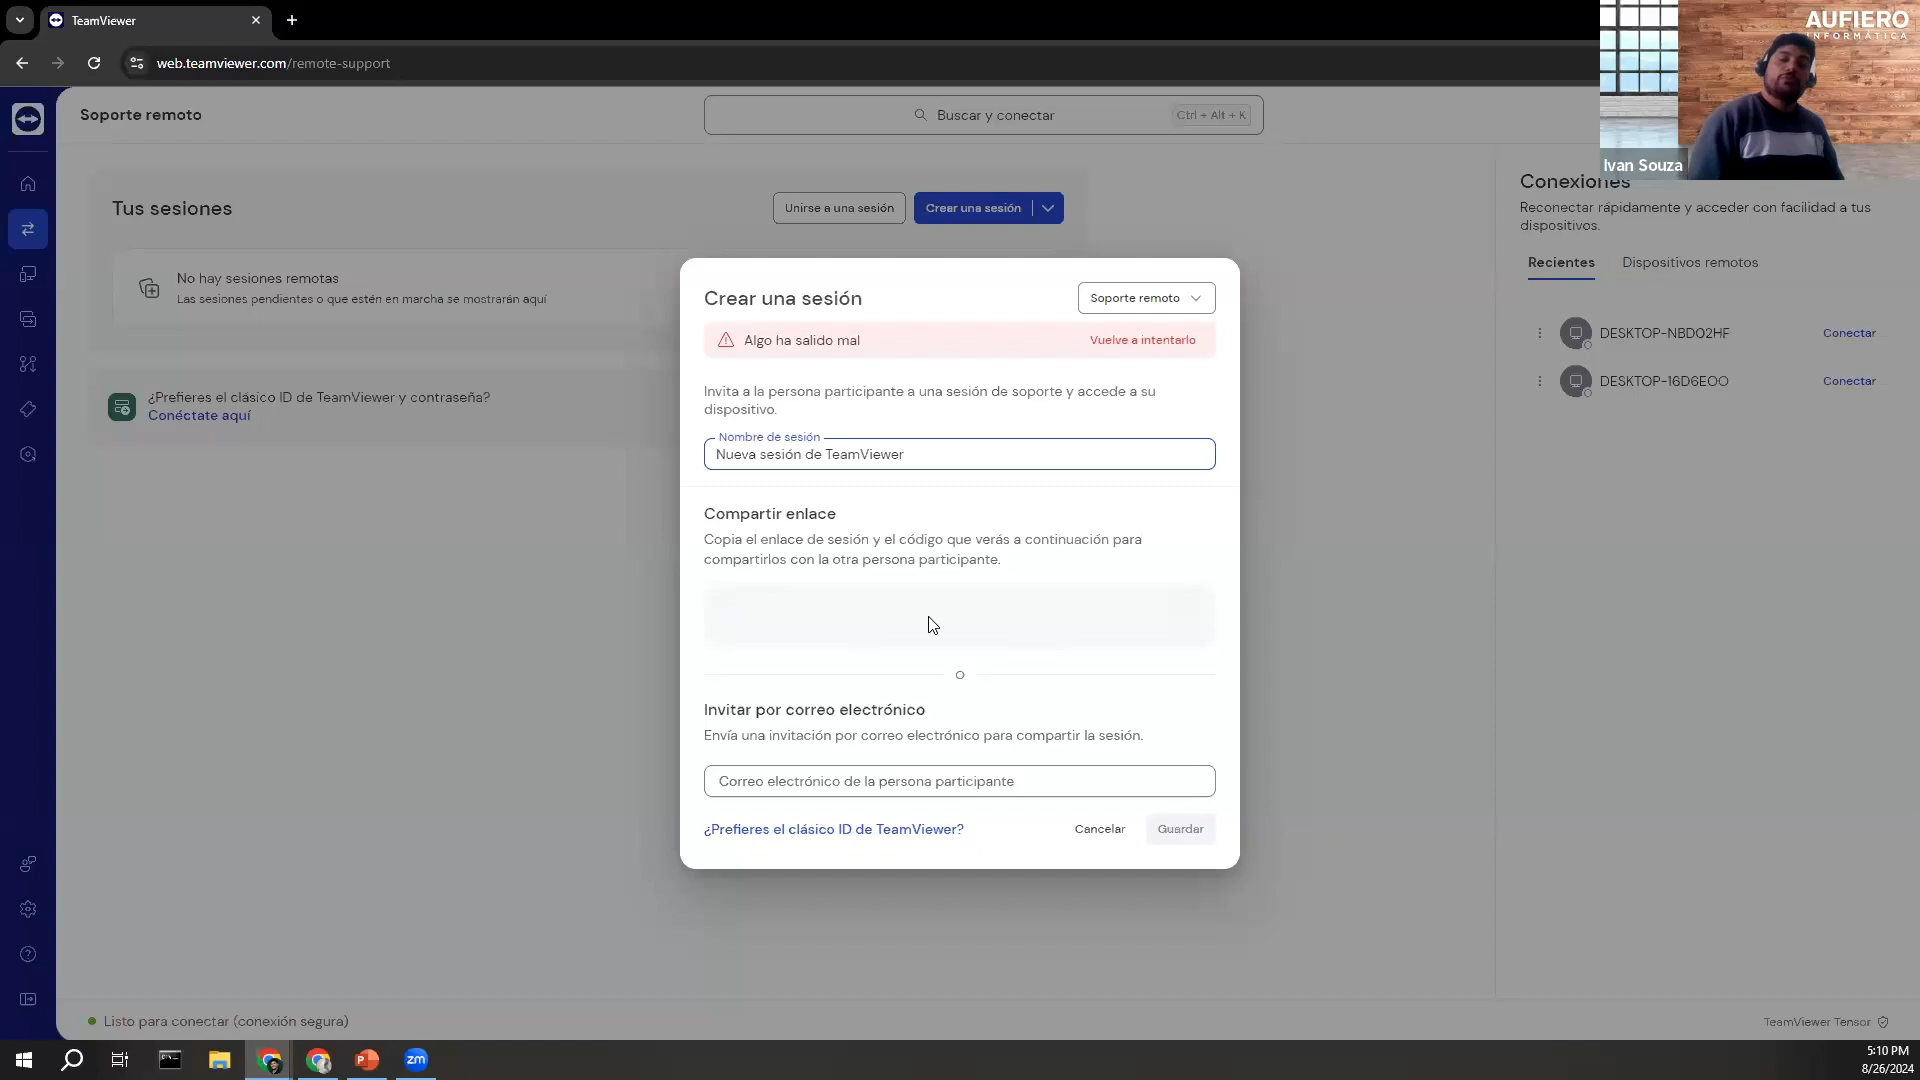 TeamViewer
web.teamviewer.com/remote-support
AUFIERO
INFORMÁTICA
Ivan Souza
Soporte remoto
Buscar y conectar
Ctrl + Alt + K
Tus sesiones
Unirse a una sesión
Crear una sesión
No hay sesiones remotas
Las sesiones pendientes o que estén en marcha se mostrarán aquí
¿Prefieres el clásico ID de TeamViewer y contraseña?
Conéctate aquí
Crear una sesión
Soporte remoto
Algo ha salido mal
Vuelve a intentarlo
Invita a la persona participante a una sesión de soporte y accede a su
dispositivo.
Nombre de sesión
Nueva sesión de TeamViewer
Compartir enlace
Copia el enlace de sesión y el código que verás a continuación para
compartirlos con la otra persona participante.
O
Invitar por correo electrónico
Envía una invitación por correo electrónico para compartir la sesión.
Correo electrónico de la persona participante
¿Prefieres el clásico ID de TeamViewer?
Cancelar
Guardar
Conexiones
Reconectar rápidamente y acceder con facilidad a tus
dispositivos.
Recientes
Dispositivos remotos
DESKTOP-NBD02HF
Conectar
DESKTOP-16D6EOO
Conectar
Listo para conectar (conexión segura)
TeamViewer Tensor
zm
5:10 PM
8/26/2024